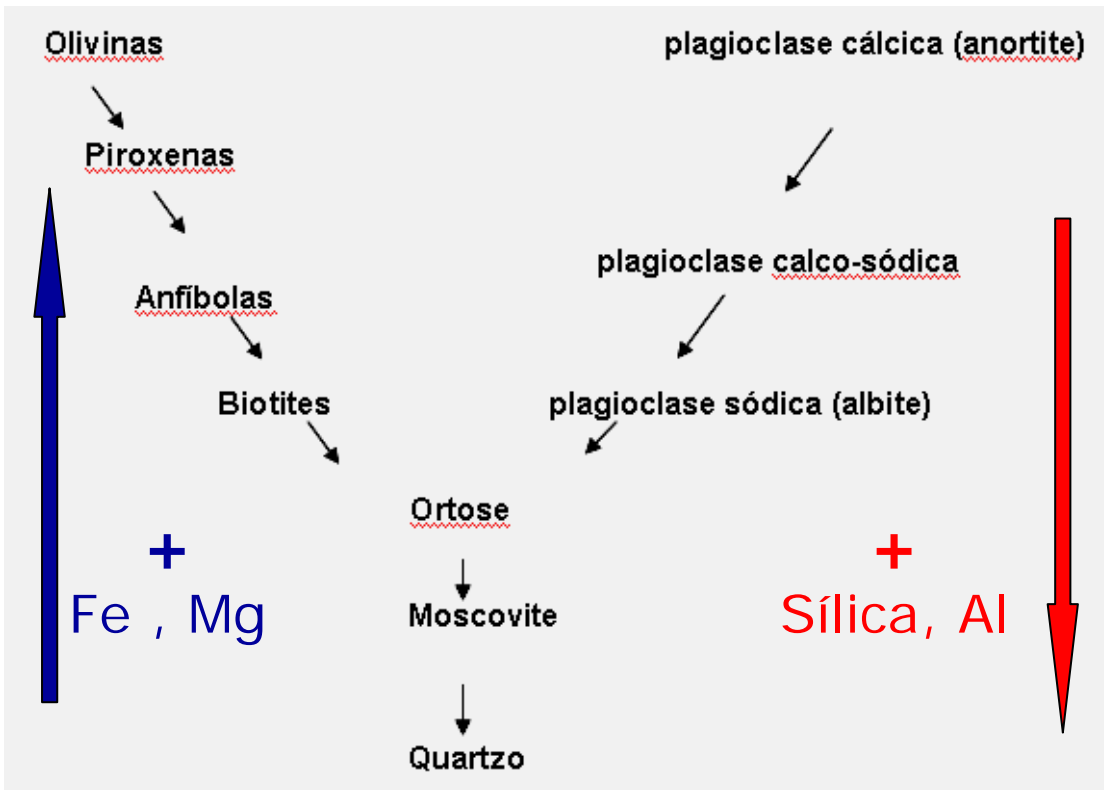 Olivinas
plagioclase cálcica (anortite)
Piroxenas
plagioclase calco-sódica
Anfíbolas
Biotites
plagioclase sódica (albite)
Ortose
+
Fe , Mg
+
Sílica, Al
Moscovite
Quartzo